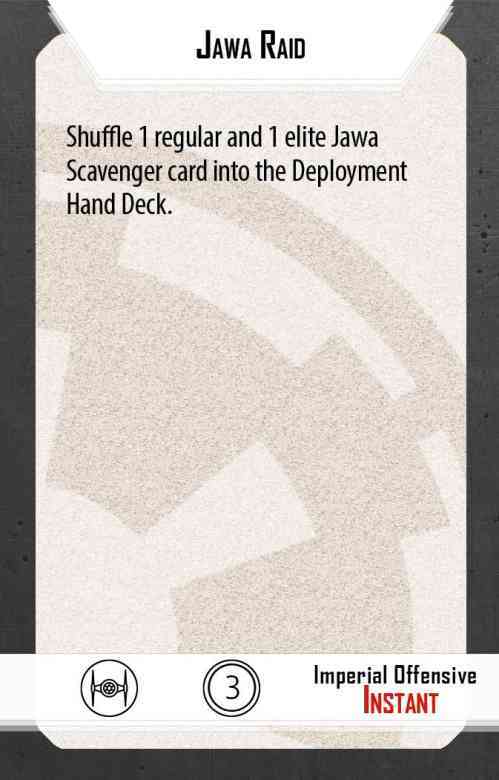 Jawa Raid
Shuffle 1 regular and 1 elite Jawa
Scavenger card into the Deployment
Hand Deck.
3
Imperial Offensive
Instant